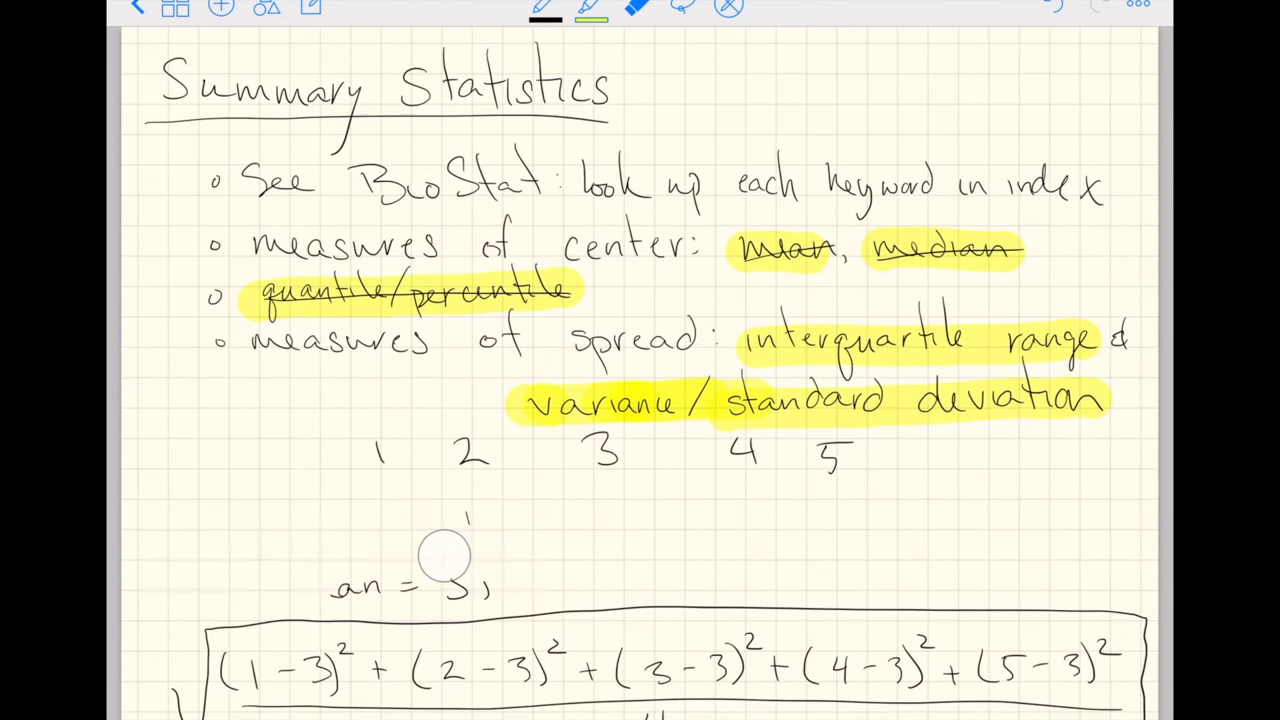 Summary Statistics
See BioStat: look up each keyword in index
measures of center: mean, median
quantile/percentile
measures of spread: interquartile range &
variance/standard deviation
1 2 3 4 5
an =
(1-3)² + (2-3)² + (3-3)² + (4-3)² + (5-3)²